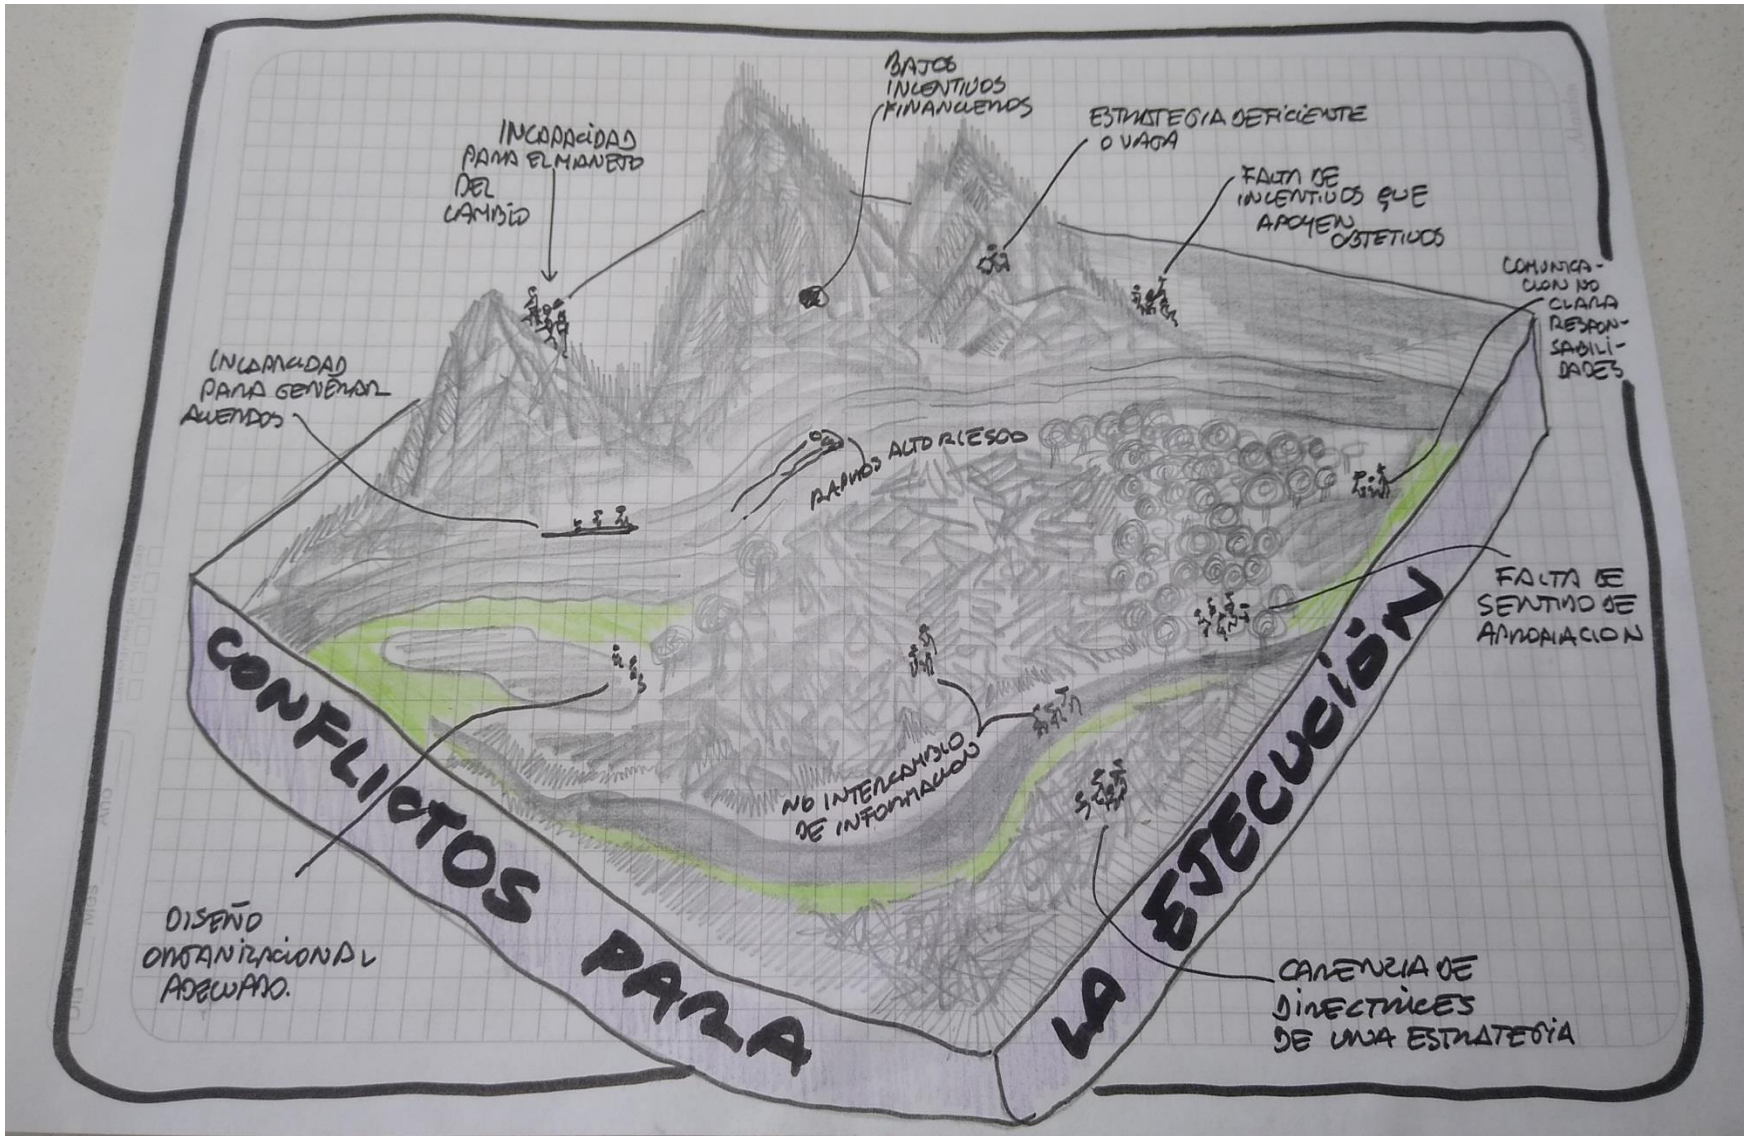 BAJOS
INCENTIVOS
FINANCIEROS
ESTRATEGIA DEFICIENTE
O VAGA
INCAPACIDAD
PARA EL MANEJO
DEL
CAMBIO
FALTA DE
INCENTIVOS QUE
APOYEN
OBJETIVOS
COMUNICA-
CION NO
CLARA
RESPON-
SABILI-
DADES
INCAPACIDAD
PARA GENERAR
ACUERDOS
RAPIDOS ALTO RIESGO
FALTA DE
SENTIDO DE
APROPIACION
NO INTERCAMBIO
DE INFORMACION
DISEÑO
ORGANIZACIONAL
ADECUADO.
CARENCIA DE
DIRECTRICES
DE UNA ESTRATEGIA
CONFLICTOS PARA
LA EJECUCIÓN